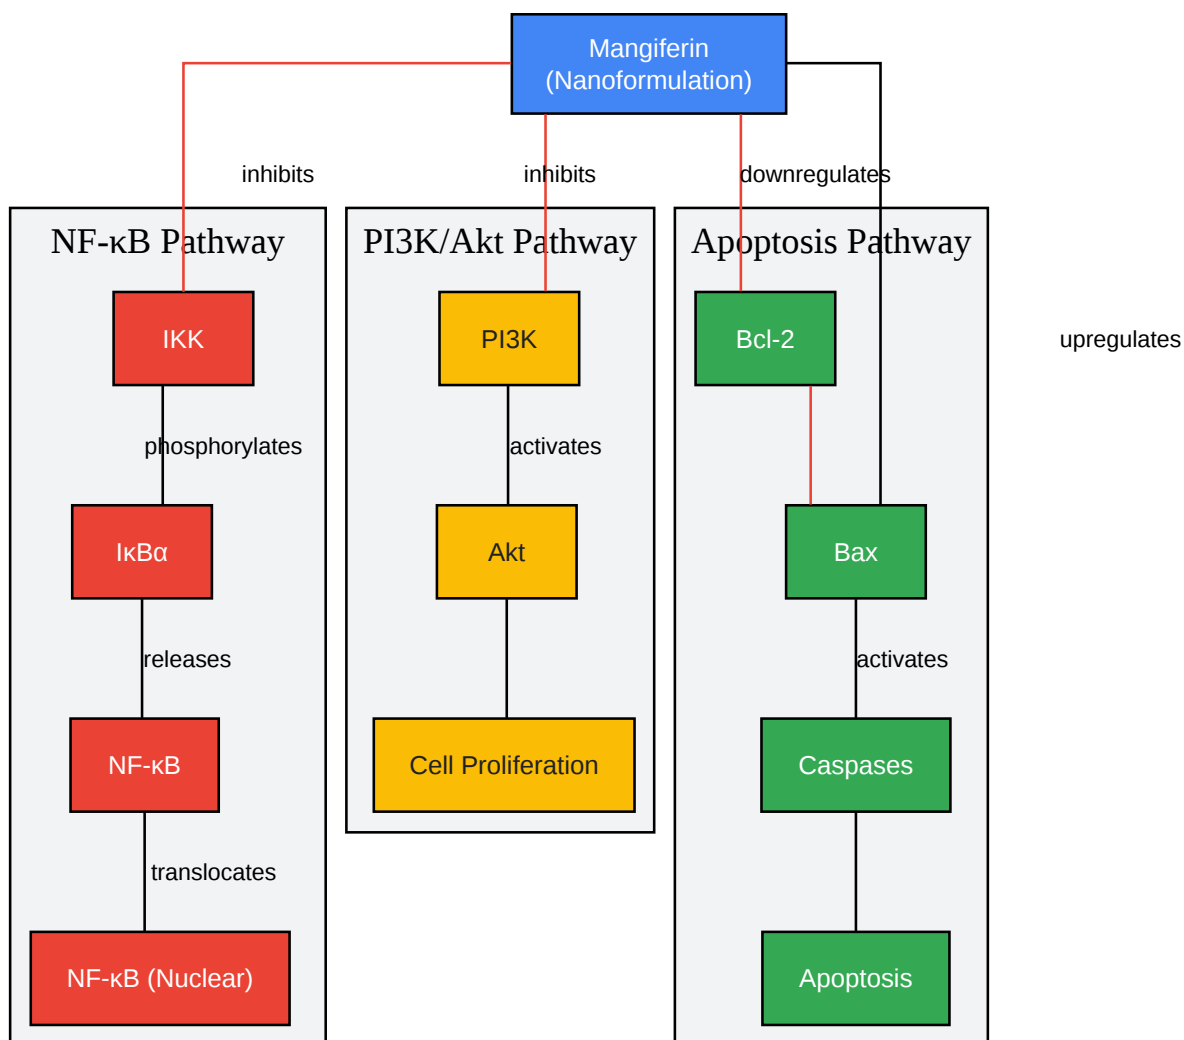 Mangiferin
(Nanoformulation)
inhibits
inhibits
downregulates
NF-κB Pathway
PI3K/Akt Pathway
Apoptosis Pathway
IKK
PI3K
Bcl-2
upregulates
phosphorylates
activates
IκBα
Akt
Bax
releases
activates
NF-κB
Cell Proliferation
Caspases
translocates
NF-κB (Nuclear)
Apoptosis